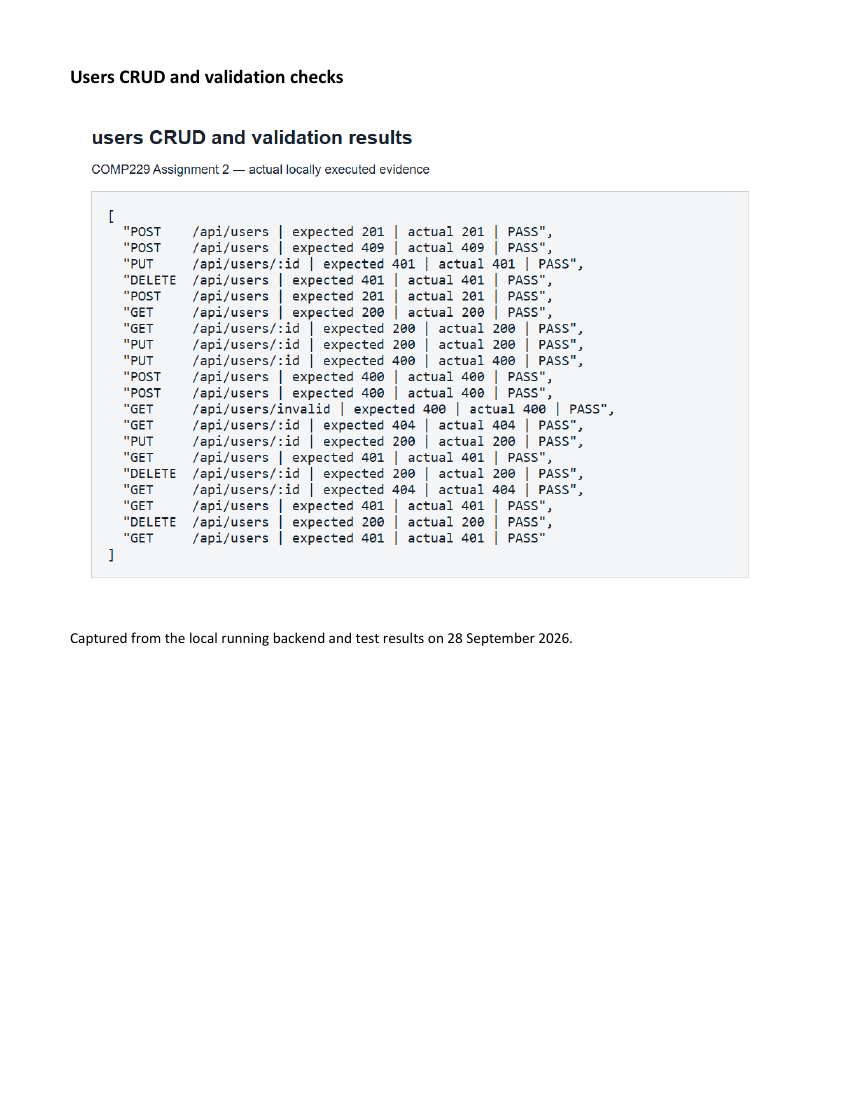 Users CRUD and validation checks
users CRUD and validation results
COMP229 Assignment 2 — actual locally executed evidence
[
  "POST    /api/users | expected 201 | actual 201 | PASS",
  "POST    /api/users | expected 409 | actual 409 | PASS",
  "PUT     /api/users/:id | expected 401 | actual 401 | PASS",
  "DELETE  /api/users | expected 401 | actual 401 | PASS",
  "POST    /api/users | expected 201 | actual 201 | PASS",
  "GET     /api/users | expected 200 | actual 200 | PASS",
  "GET     /api/users/:id | expected 200 | actual 200 | PASS",
  "PUT     /api/users/:id | expected 200 | actual 200 | PASS",
  "PUT     /api/users/:id | expected 400 | actual 400 | PASS",
  "POST    /api/users | expected 400 | actual 400 | PASS",
  "POST    /api/users | expected 400 | actual 400 | PASS",
  "GET     /api/users/invalid | expected 400 | actual 400 | PASS",
  "GET     /api/users/:id | expected 404 | actual 404 | PASS",
  "PUT     /api/users/:id | expected 200 | actual 200 | PASS",
  "GET     /api/users | expected 401 | actual 401 | PASS",
  "DELETE  /api/users/:id | expected 200 | actual 200 | PASS",
  "GET     /api/users/:id | expected 404 | actual 404 | PASS",
  "GET     /api/users | expected 401 | actual 401 | PASS",
  "DELETE  /api/users | expected 200 | actual 200 | PASS",
  "GET     /api/users | expected 401 | actual 401 | PASS"
]
Captured from the local running backend and test results on 28 September 2026.